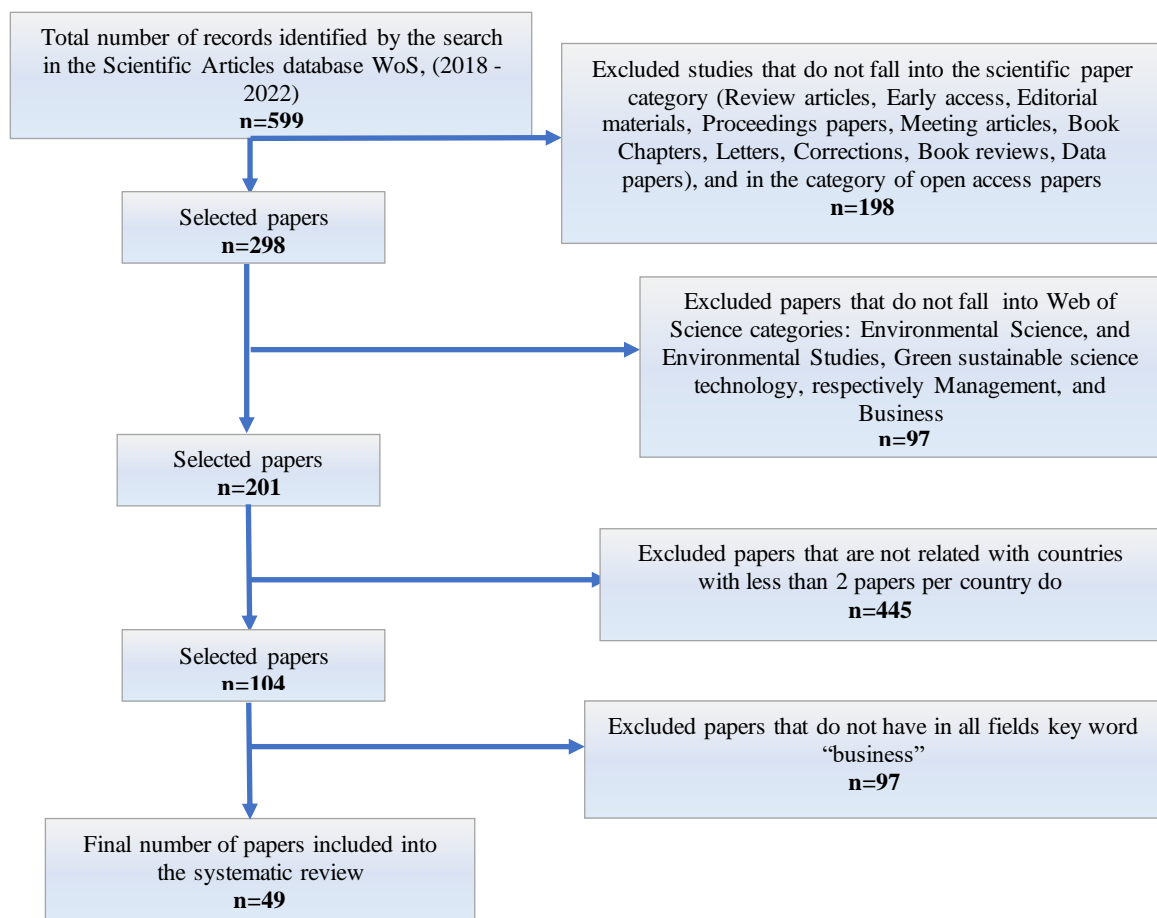 Total number of records identified by the search
in the Scientific Articles database WoS, (2018 -
2022)
n=599
Excluded studies that do not fall into the scientific paper
category (Review articles, Early access, Editorial
materials, Proceedings papers, Meeting articles, Book
Chapters, Letters, Corrections, Book reviews, Data
papers), and in the category of open access papers
n=198
Selected papers
n=298
Excluded papers that do not fall into Web of
Science categories: Environmental Science, and
Environmental Studies, Green sustainable science
technology, respectively Management, and
Business
n=97
Selected papers
n=201
Excluded papers that are not related with countries
with less than 2 papers per country do
n=445
Selected papers
n=104
Excluded papers that do not have in all fields key word
“business”
n=97
Final number of papers included into
the systematic review
n=49